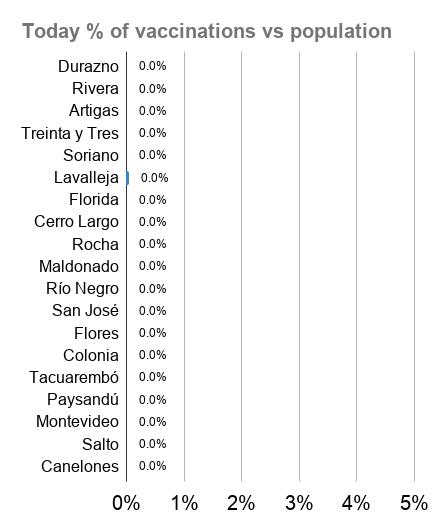 Today % of vaccinations vs population
Durazno 0.0%
Rivera 0.0%
Artigas 0.0%
Treinta y Tres 0.0%
Soriano 0.0%
Lavalleja 0.0%
Florida 0.0%
Cerro Largo 0.0%
Rocha 0.0%
Maldonado 0.0%
Río Negro 0.0%
San José 0.0%
Flores 0.0%
Colonia 0.0%
Tacuarembó 0.0%
Paysandú 0.0%
Montevideo 0.0%
Salto 0.0%
Canelones 0.0%
0% 1% 2% 3% 4% 5%